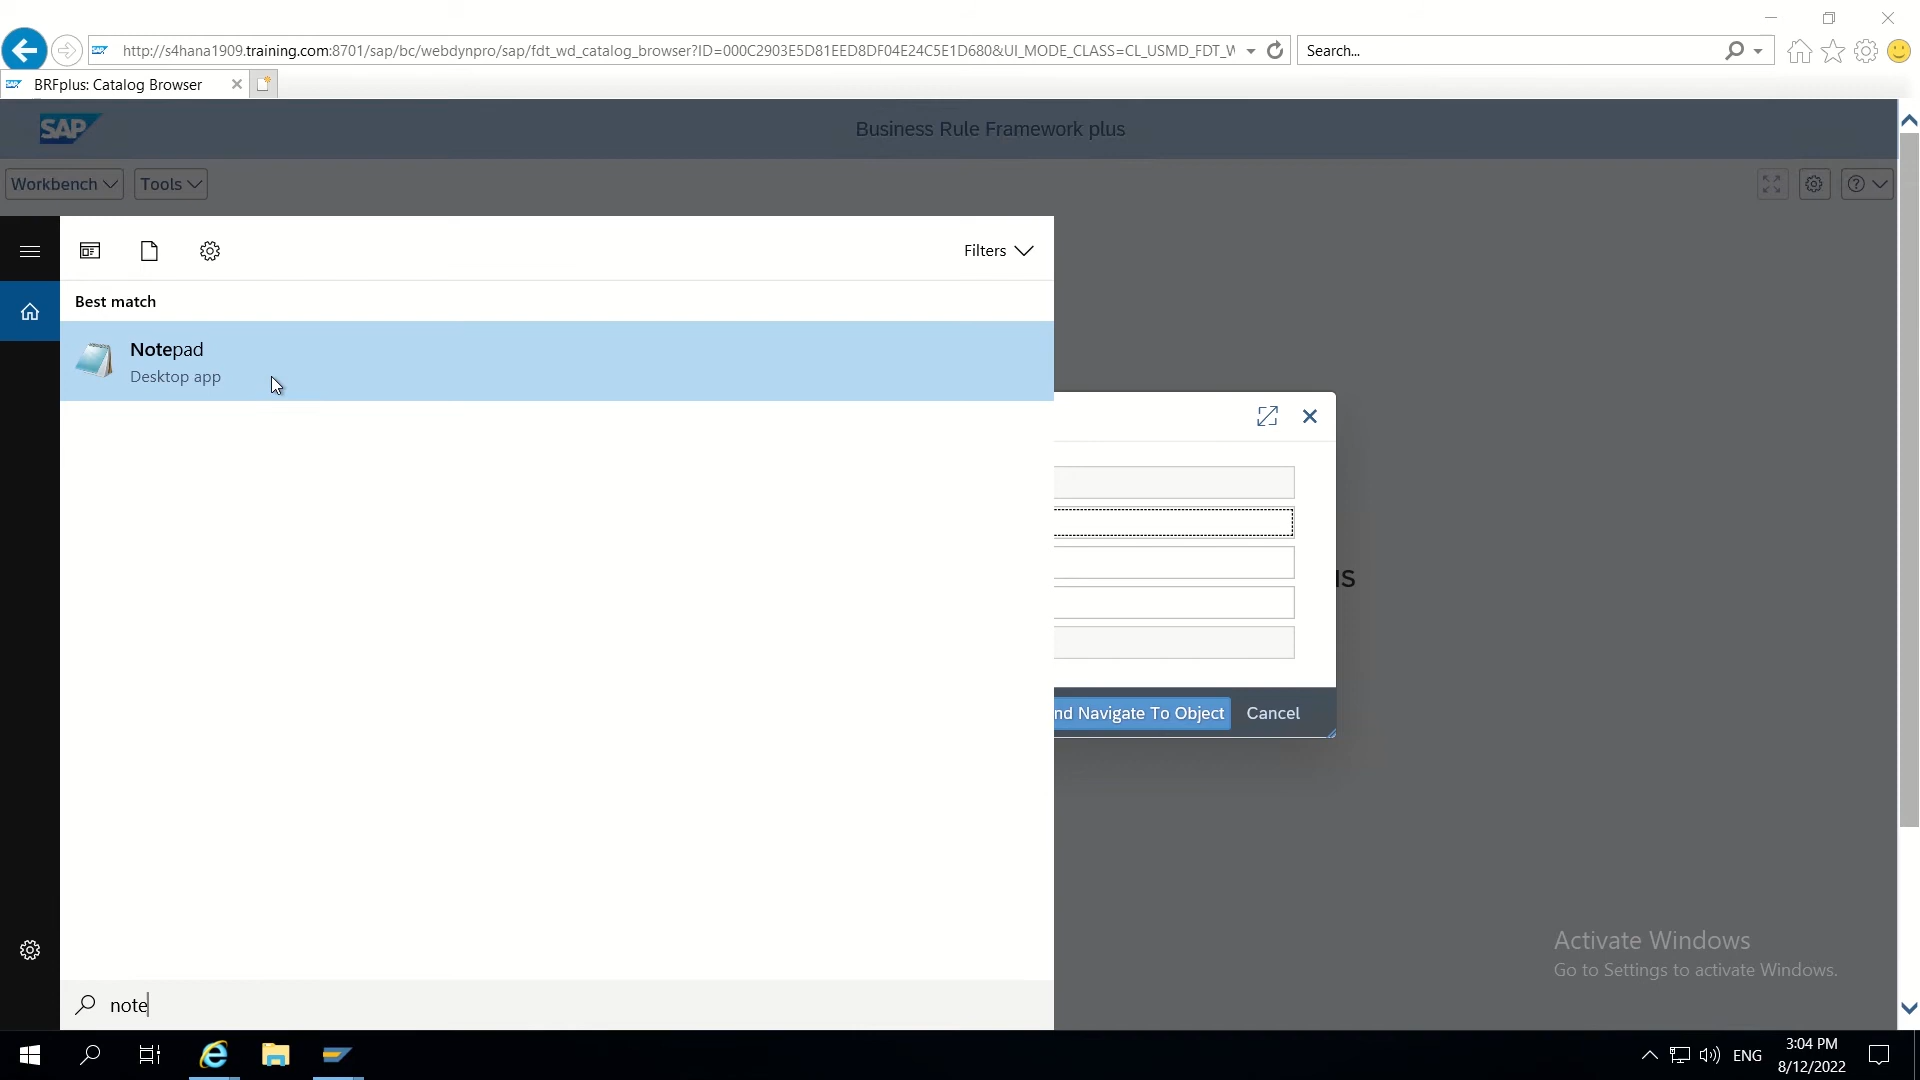 http://s4hana1909.training.com:8701/sap/bc/webdynpro/sap/fdt_wd_catalog_browser?ID=000C2903E5D81EED8DF04E24C5E1D680&UI_MODE_CLASS=CL_USMD_FDT_W
Search...
BRFplus: Catalog Browser
SAP
Business Rule Framework plus
Workbench
Tools
Filters
Best match
Notepad
Desktop app
us
nd Navigate To Object
Cancel
Activate Windows
Go to Settings to activate Windows.
note
ENG
3:04 PM
8/12/2022